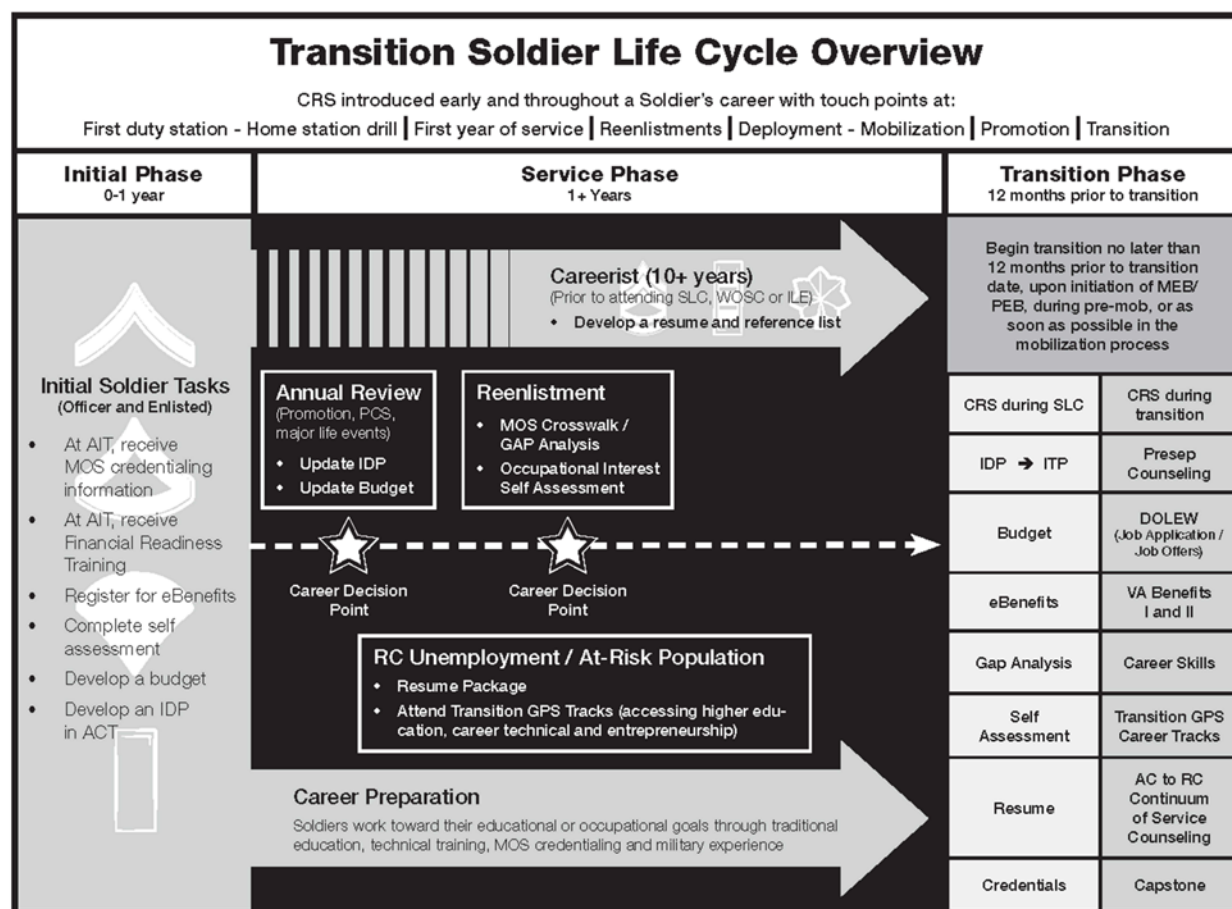 Transition Soldier Life Cycle Overview
CRS introduced early and throughout a Soldier's career with touch points at:
First duty station - Home station drill | First year of service | Reenlistments | Deployment - Mobilization | Promotion | Transition
Initial Phase
0-1 year
Service Phase
1+ Years
Transition Phase
12 months prior to transition
Initial Soldier Tasks
(Officer and Enlisted)
• At AIT, receive
MOS credentialing
information
• At AIT, receive
Financial Readiness
Training
• Register for eBenefits
• Complete self
assessment
• Develop a budget
• Develop an IDP
in ACT
Careerist (10+ years)
(Prior to attending SLC, WOSC or ILE)
• Develop a resume and reference list
Annual Review
(Promotion, PCS,
major life events)
• Update IDP
• Update Budget
Reenlistment
• MOS Crosswalk /
GAP Analysis
• Occupational Interest
Self Assessment
Career Decision
Point
Career Decision
Point
RC Unemployment / At-Risk Population
• Resume Package
• Attend Transition GPS Tracks (accessing higher edu-
cation, career technical and entrepreneurship)
Career Preparation
Soldiers work toward their educational or occupational goals through traditional
education, technical training, MOS credentialing and military experience
Begin transition no later than
12 months prior to transition
date, upon initiation of MEB/
PEB, during pre-mob, or as
soon as possible in the
mobilization process
CRS during SLC
CRS during
transition
IDP ➔ ITP
Presep
Counseling
Budget
DOLEW
(Job Application /
Job Offers)
eBenefits
VA Benefits
I and II
Gap Analysis
Career Skills
Self
Assessment
Transition GPS
Career Tracks
Resume
AC to RC
Continuum
of Service
Counseling
Credentials
Capstone